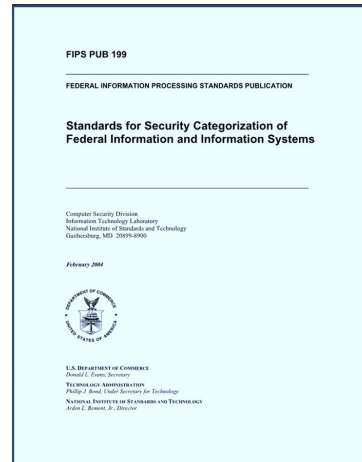 FIPS PUB 199
FEDERAL INFORMATION PROCESSING STANDARDS PUBLICATION
Standards for Security Categorization of
Federal Information and Information Systems
Computer Security Division
Information Technology Laboratory
National Institute of Standards and Technology
Gaithersburg, MD 20899-8900
February 2004
DEPARTMENT OF COMMERCE
UNITED STATES OF AMERICA
U.S. DEPARTMENT OF COMMERCE
Donald L. Evans, Secretary
TECHNOLOGY ADMINISTRATION
Phillip J. Bond, Under Secretary for Technology
NATIONAL INSTITUTE OF STANDARDS AND TECHNOLOGY
Arden L. Bement, Jr., Director